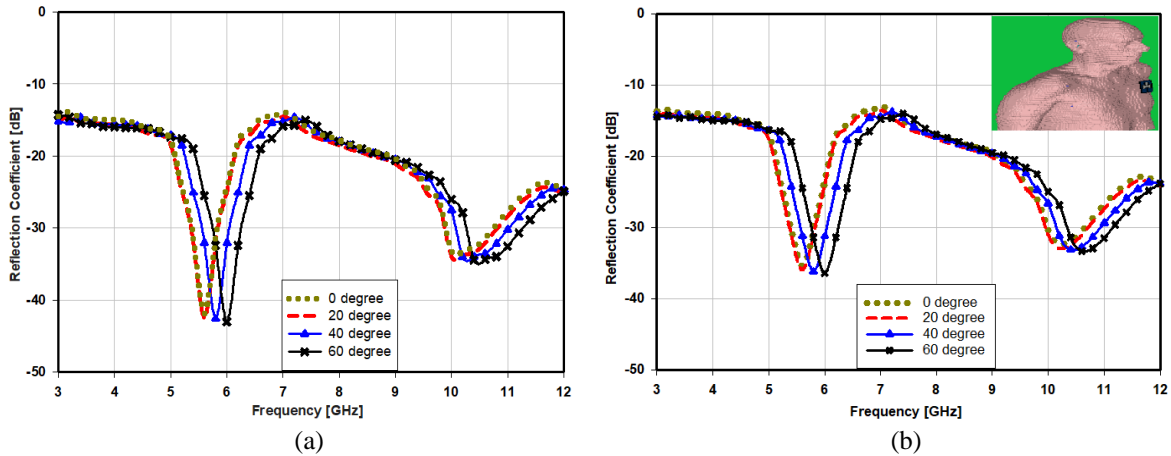 0
-10
-20
-30
-40
-50
Reflection Coefficient [dB]
0 degree
20 degree
40 degree
60 degree
3 4 5 6 7 8 9 10 11 12
Frequency [GHz]
(a)
0
-10
-20
-30
-40
-50
Reflection Coefficient [dB]
0 degree
20 degree
40 degree
60 degree
3 4 5 6 7 8 9 10 11 12
Frequency [GHz]
(b)